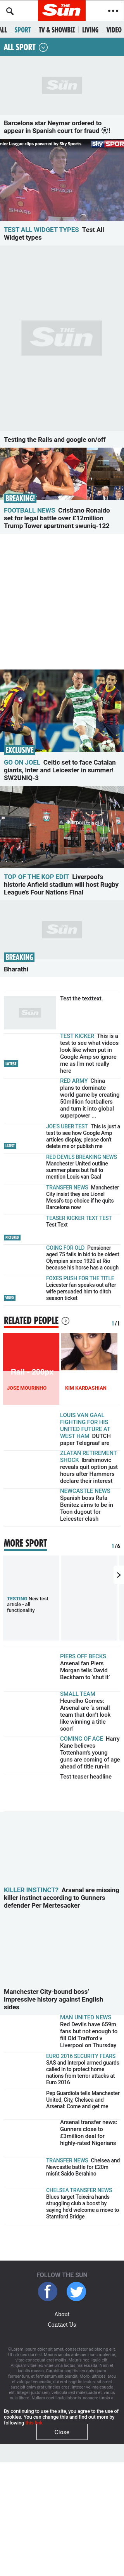 THE
Sun
ALL SPORT TV & SHOWBIZ LIVING VIDEO
ALL SPORT
THE
Sun
Barcelona star Neymar ordered to
appear in Spanish court for fraud
mier League clips powered by Sky Sports sky SPOR
TEST ALL WIDGET TYPES Test All
Widget types
THE
Sun
Testing the Rails and google on/off
BREAKING!
FOOTBALL NEWS Cristiano Ronaldo
set for legal battle over £12million
Trump Tower apartment swuniq-122
EXCLUSIVE
GO ON JOEL Celtic set to face Catalan
giants, Inter and Leicester in summer!
SW2UNIQ-3
TOP OF THE KOP EDIT Liverpool's
historic Anfield stadium will host Rugby
League's Four Nations Final
Sun
BREAKING
Bharathi
Sun
Test the texttext.
LATEST
TEST KICKER This is a
test to see what videos
look like when put in
Google Amp so ignore
me as I'm not really
here
LATEST
RED ARMY China
plans to dominate
world game by creating
50million footballers
and turn it into global
superpower ...
JOE'S UBER TEST This is just a
test to see how Google Amp
articles display, please don't
delete me or publish me
RED DEVILS BREAKING NEWS
Manchester United outline
summer plans but fail to
mention Louis van Gaal
TRANSFER NEWS Manchester
City insist they are Lionel
Messi's top choice if he quits
Barcelona now
PICTURED
TEASER KICKER TEXT TEST
Test Text
GOING FOR OLD Pensioner
aged 75 fails in bid to be oldest
Olympian since 1920 at Rio
because his horse has a cough
VIDEO
FOXES PUSH FOR THE TITLE
Leicester fan speaks out after
wife persuaded him to ditch
season ticket
RELATED PEOPLE 1/1
Rail - 200px
JOSE MOURINHO
KIM KARDASHIAN
LOUIS VAN GAAL
FIGHTING FOR HIS
UNITED FUTURE AT
WEST HAM DUTCH
paper Telegraaf are
ZLATAN RETIREMENT
SHOCK Ibrahimovic
reveals quit option just
hours after Hammers
declare their interest
NEWCASTLE NEWS
Spanish boss Rafa
Benitez aims to be in
Toon dugout for
Leicester clash
MORE SPORT 1/6
TESTING New test
article - all
functionality
PIERS OFF BECKS
Arsenal fan Piers
Morgan tells David
Beckham to 'shut it'
SMALL TEAM
Heurelho Gomes:
Arsenal are 'a small
team that don't look
like winning a title
soon'
COMING OF AGE Harry
Kane believes
Tottenham's young
guns are coming of age
ahead of title run-in
Test teaser headline
KILLER INSTINCT? Arsenal are missing
killer instinct according to Gunners
defender Per Mertesacker
Manchester City-bound boss'
impressive history against English
sides
MAN UNITED NEWS
Red Devils have 659m
fans but not enough to
fill Old Trafford v
Liverpool on Thursday
EURO 2016 SECURITY FEARS
SAS and Interpol armed guards
called in to protect home
nations from terror attacks at
Euro 2016
Pep Guardiola tells Manchester
United, City, Chelsea and
Arsenal: Come and get me
Arsenal transfer news:
Gunners close to
£3million deal for
highly-rated Nigerians
TRANSFER NEWS Chelsea and
Newcastle battle for £20m
misfit Saido Berahino
CHELSEA TRANSFER NEWS
Blues target Teixeira hands
struggling club a boost by
saying he'd welcome a move to
Stamford Bridge
FOLLOW THE SUN
About
Contact Us
By continuing to use the site, you agree to the use of
cookies. You can change this and find out more by
following
Close